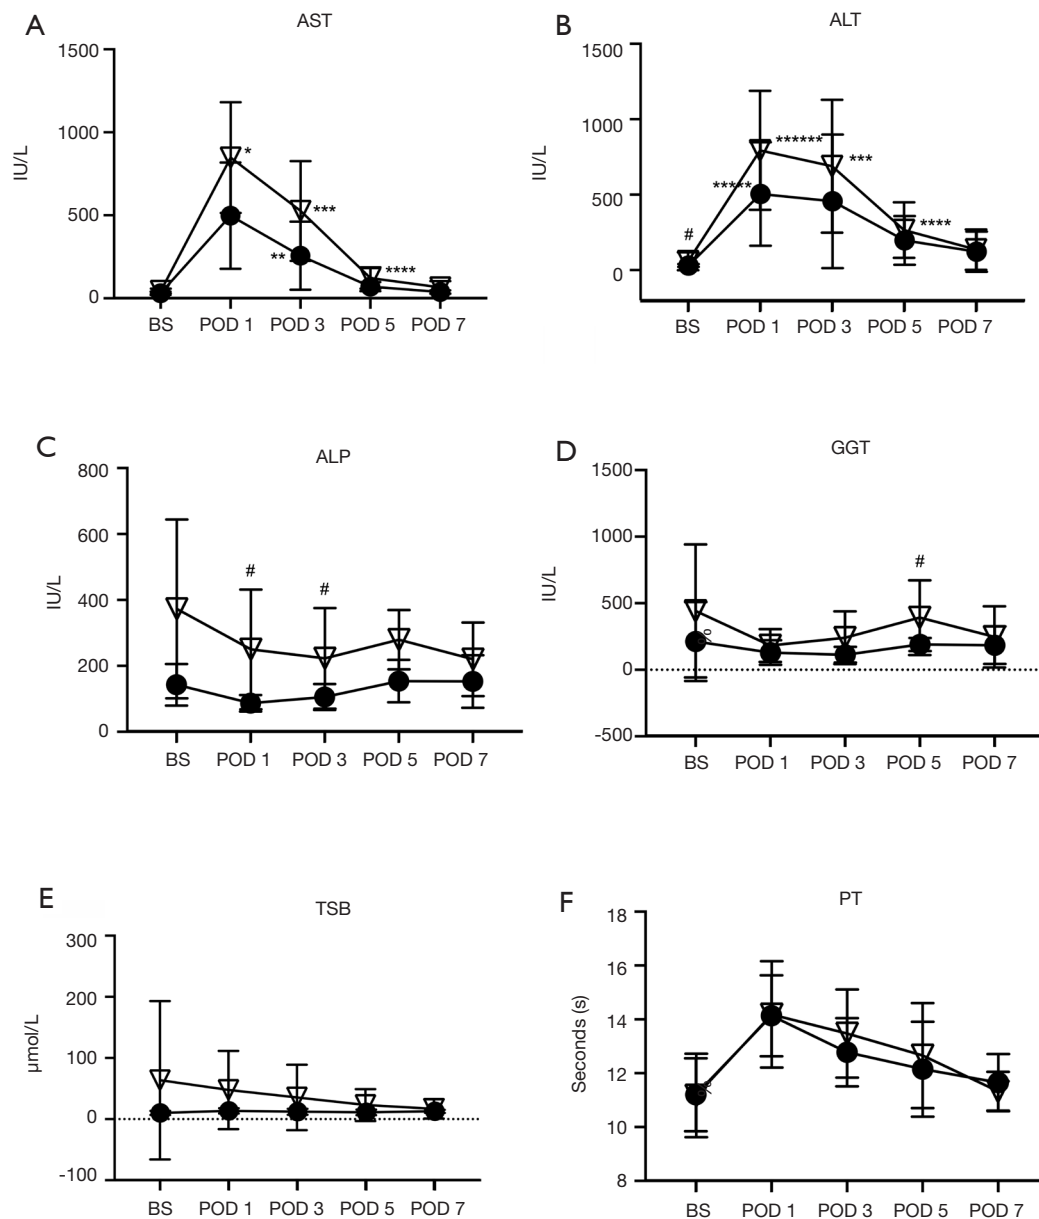 A
AST
1500
1000
500
0
IU/L
*
**
***
****
BS POD 1 POD 3 POD 5 POD 7
B
ALT
1500
1000
500
0
IU/L
#
*****
******
***
****
BS POD 1 POD 3 POD 5 POD 7
C
ALP
800
600
400
200
0
IU/L
#
#
BS POD 1 POD 3 POD 5 POD 7
D
GGT
1500
1000
500
0
-500
IU/L
%
#
BS POD 1 POD 3 POD 5 POD 7
E
TSB
300
200
100
0
-100
µmol/L
BS POD 1 POD 3 POD 5 POD 7
F
PT
18
16
14
12
10
8
Seconds (s)
%
BS POD 1 POD 3 POD 5 POD 7